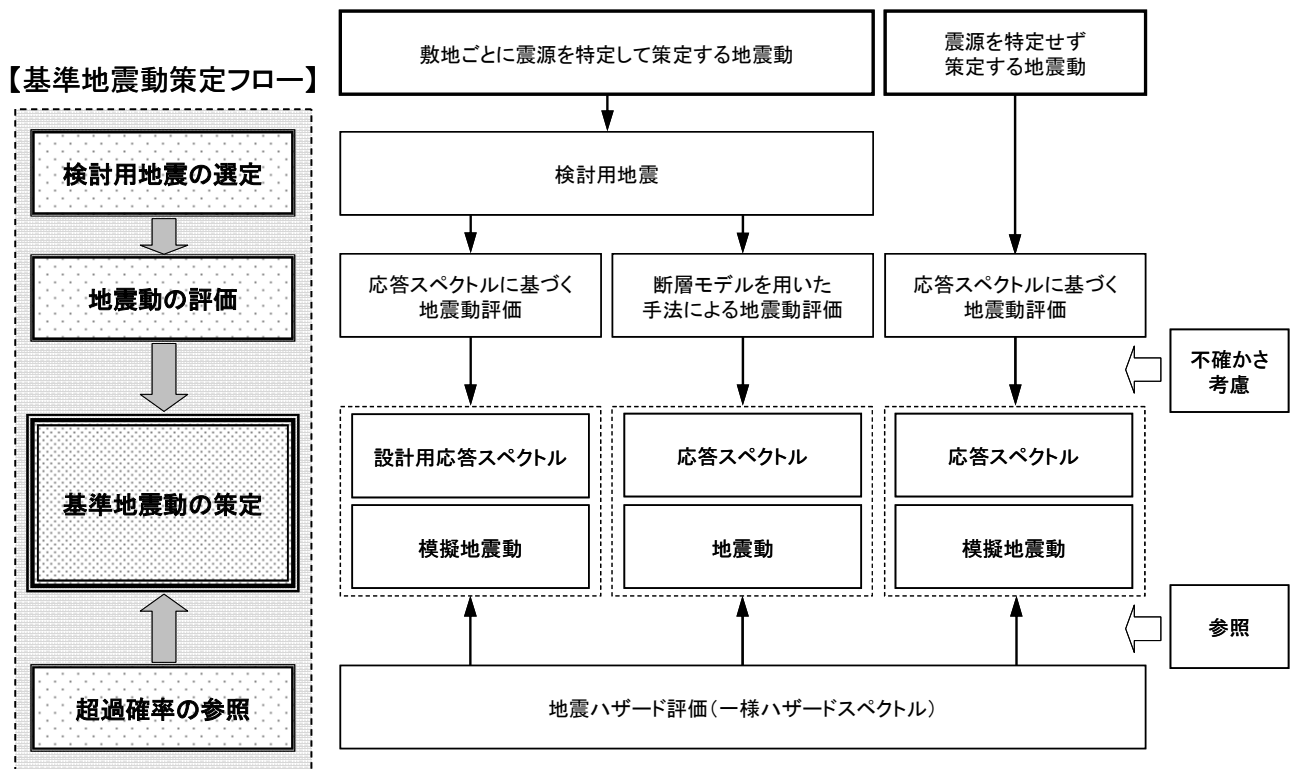 【基準地震動策定フロー】
検討用地震の選定
地震動の評価
基準地震動の策定
超過確率の参照
敷地ごとに震源を特定して策定する地震動
震源を特定せず
策定する地震動
検討用地震
応答スペクトルに基づく
地震動評価
断層モデルを用いた
手法による地震動評価
応答スペクトルに基づく
地震動評価
不確かさ
考慮
設計用応答スペクトル
模擬地震動
応答スペクトル
地震動
応答スペクトル
模擬地震動
参照
地震ハザード評価(一様ハザードスペクトル)